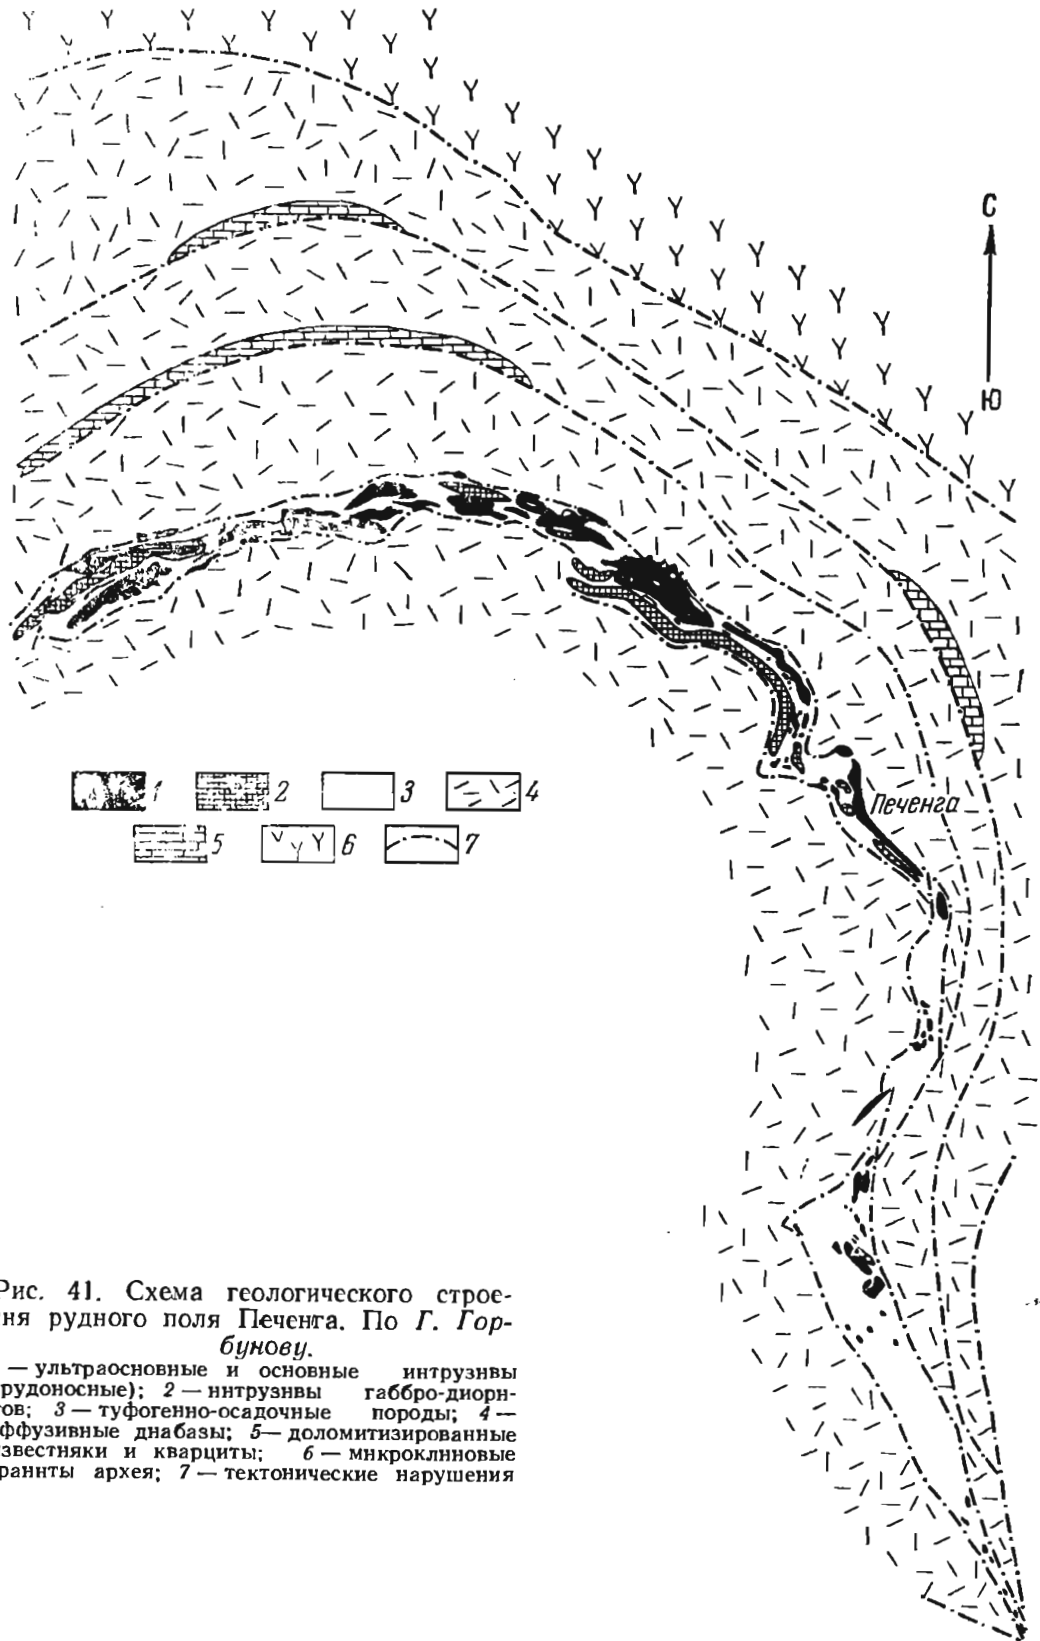 С
Ю
1 2 3 4
Печенга
5 6 7
Рис. 41. Схема геологического строе-
ния рудного поля Печенга. По Г. Гор-
бунову.
— ультраосновные и основные интрузивы
рудоносные); 2 — интрузивы габбро-диори-
тов; 3 — туфогенно-осадочные породы; 4 —
ффузивные диабазы; 5— доломитизированные
известняки и кварциты; 6 — микроклиновые
граниты архея; 7 — тектонические нарушения